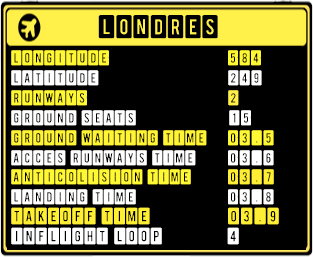 LONDRES
LONGITUDE 584
LATITUDE 249
RUNWAYS 2
GROUND SEATS 15
GROUND WAITING TIME 03.5
ACCES RUNWAYS TIME 03.6
ANTICOLISION TIME 03.7
LANDING TIME 03.8
TAKEOFF TIME 03.9
INFLIGHT LOOP 4